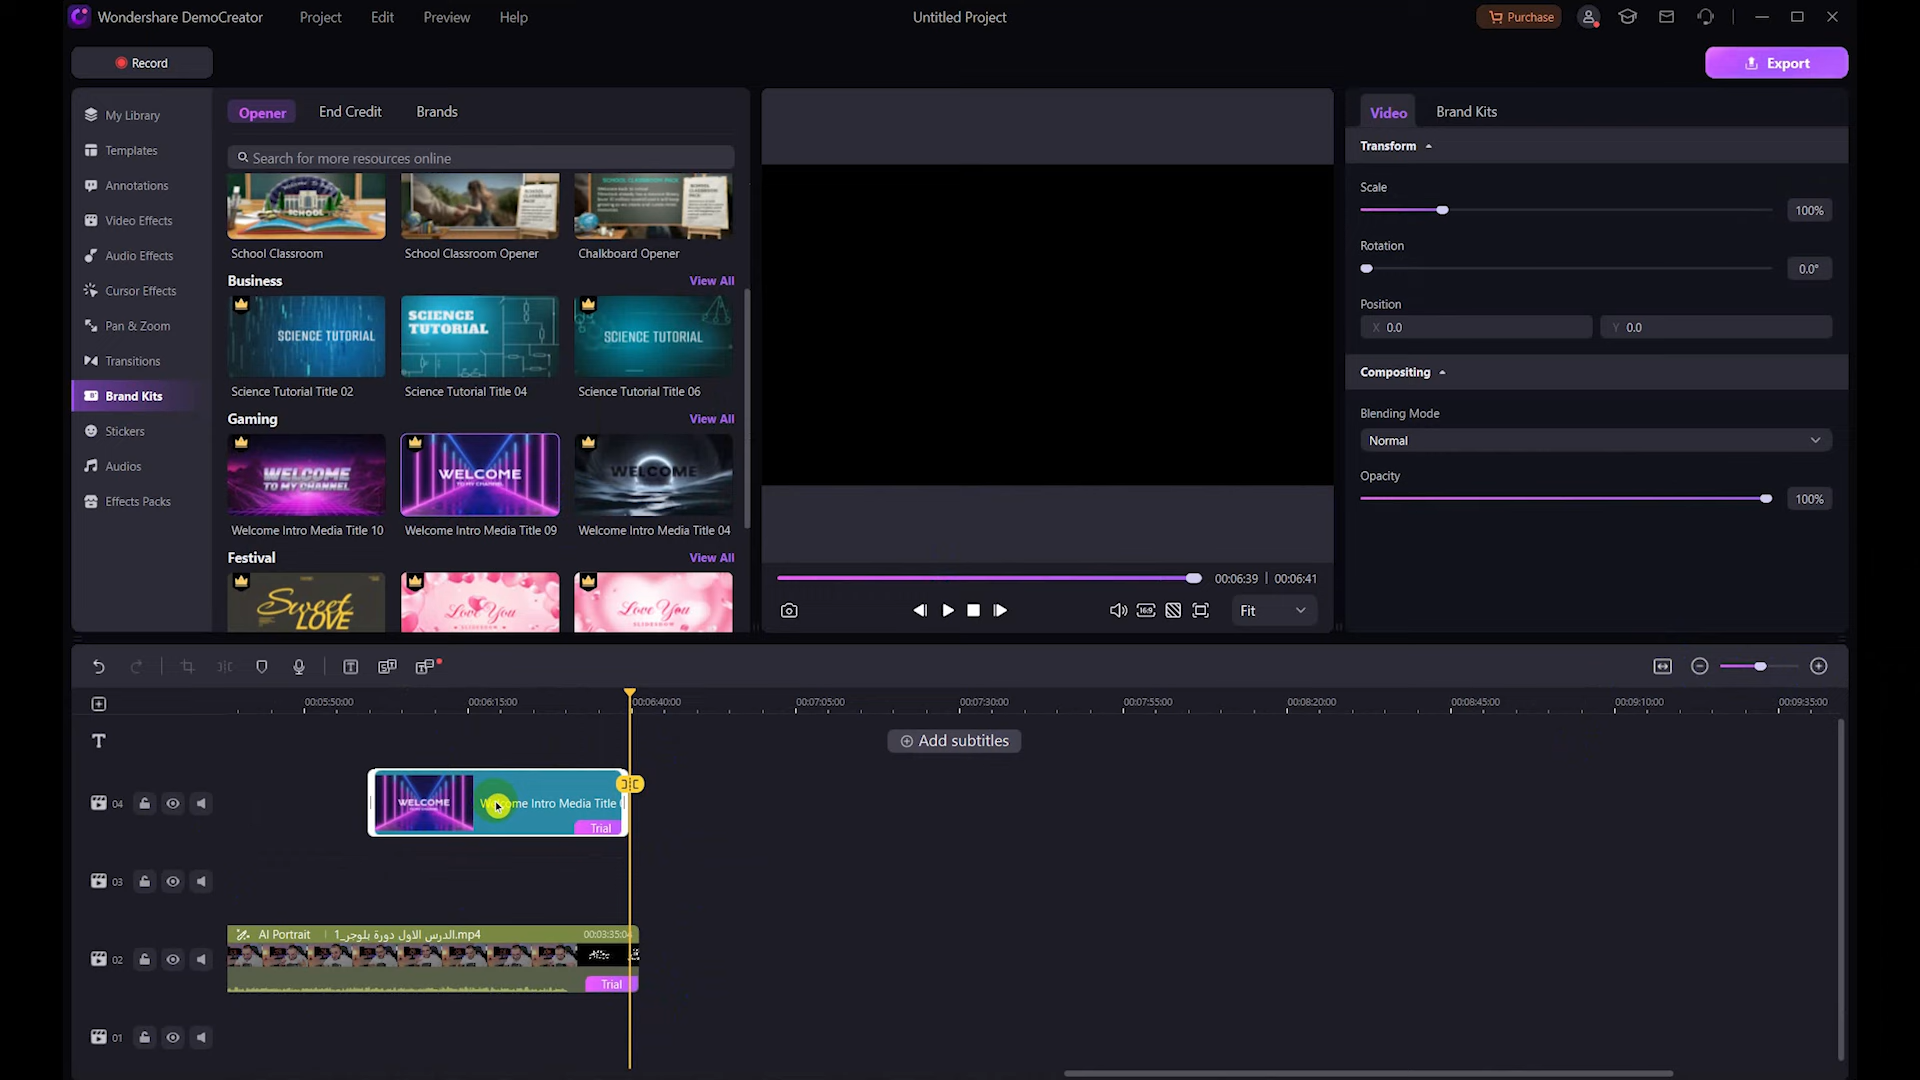 Wondershare DemoCreator
Project
Edit
Preview
Help
Untitled Project
Purchase
Record
Export
My Library
Templates
Annotations
Video Effects
Audio Effects
Cursor Effects
Pan & Zoom
Transitions
Brand Kits
Stickers
Audios
Effects Packs
Opener
End Credit
Brands
Search for more resources online
SCHOOL
School Classroom
School Classroom Opener
SCHOOL CLASSROOM PACK
Chalkboard Opener
Business
View All
SCIENCE TUTORIAL
SCIENCE
TUTORIAL
SCIENCE TUTORIAL
Science Tutorial Title 02
Science Tutorial Title 04
Science Tutorial Title 06
Gaming
View All
WELCOME
TO MY CHANNEL
WELCOME
TO MY CHANNEL
WELCOME
Welcome Intro Media Title 10
Welcome Intro Media Title 09
Welcome Intro Media Title 04
Festival
View All
Sweet
LOVE
Love You
SLIDESHOW
Love You
SLIDESHOW
00:06:39 | 00:06:41
16:9
Fit
Video
Brand Kits
Transform
Scale
100%
Rotation
0.0°
Position
X 0.0
Y 0.0
Compositing
Blending Mode
Normal
Opacity
100%
00:05:50:00
00:06:15:00
00:06:40:00
00:07:05:00
00:07:30:00
00:07:55:00
00:08:20:00
00:08:45:00
00:09:10:00
00:09:35:00
T
Add subtitles
04
WELCOME
Welcome Intro Media Title
Trial
03
AI Portrait
الدرس الاول دورة بلوجر_1.mp4
00:03:35:04
02
Trial
01